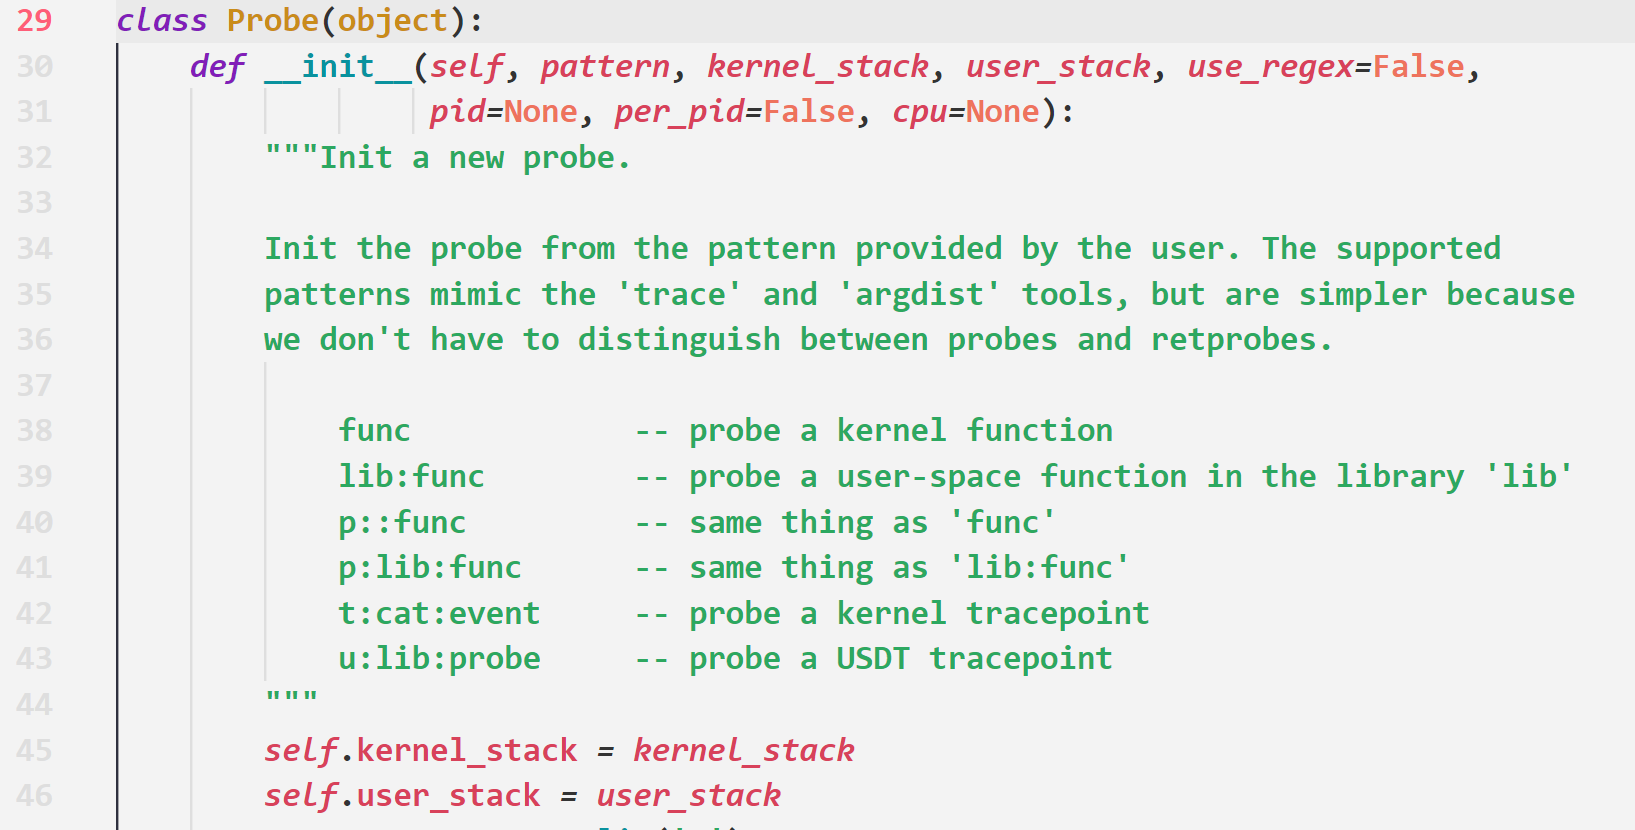 29 class Probe(object):
30     def __init__(self, pattern, kernel_stack, user_stack, use_regex=False,
31                  pid=None, per_pid=False, cpu=None):
32         """Init a new probe.
33
34         Init the probe from the pattern provided by the user. The supported
35         patterns mimic the 'trace' and 'argdist' tools, but are simpler because
36         we don't have to distinguish between probes and retprobes.
37
38             func            -- probe a kernel function
39             lib:func        -- probe a user-space function in the library 'lib'
40             p::func         -- same thing as 'func'
41             p:lib:func      -- same thing as 'lib:func'
42             t:cat:event     -- probe a kernel tracepoint
43             u:lib:probe     -- probe a USDT tracepoint
44         """
45         self.kernel_stack = kernel_stack
46         self.user_stack = user_stack